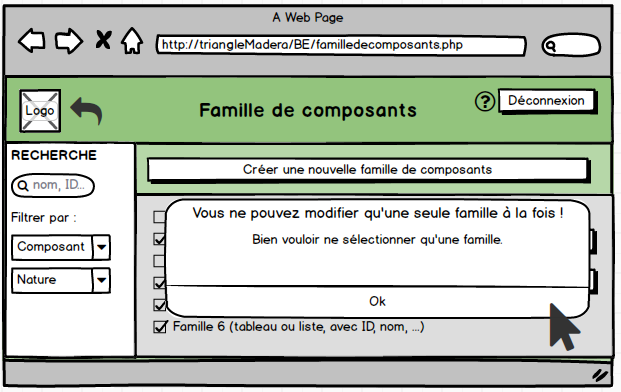 A Web Page
http://triangleMadera/BE/familledecomposants.php
Logo
Famille de composants
?
Déconnexion
RECHERCHE
nom, ID...
Filtrer par :
Composant
Nature
Créer une nouvelle famille de composants
Vous ne pouvez modifier qu'une seule famille à la fois !
Bien vouloir ne sélectionner qu'une famille.
Ok
Famille 6 (tableau ou liste, avec ID, nom, ...)